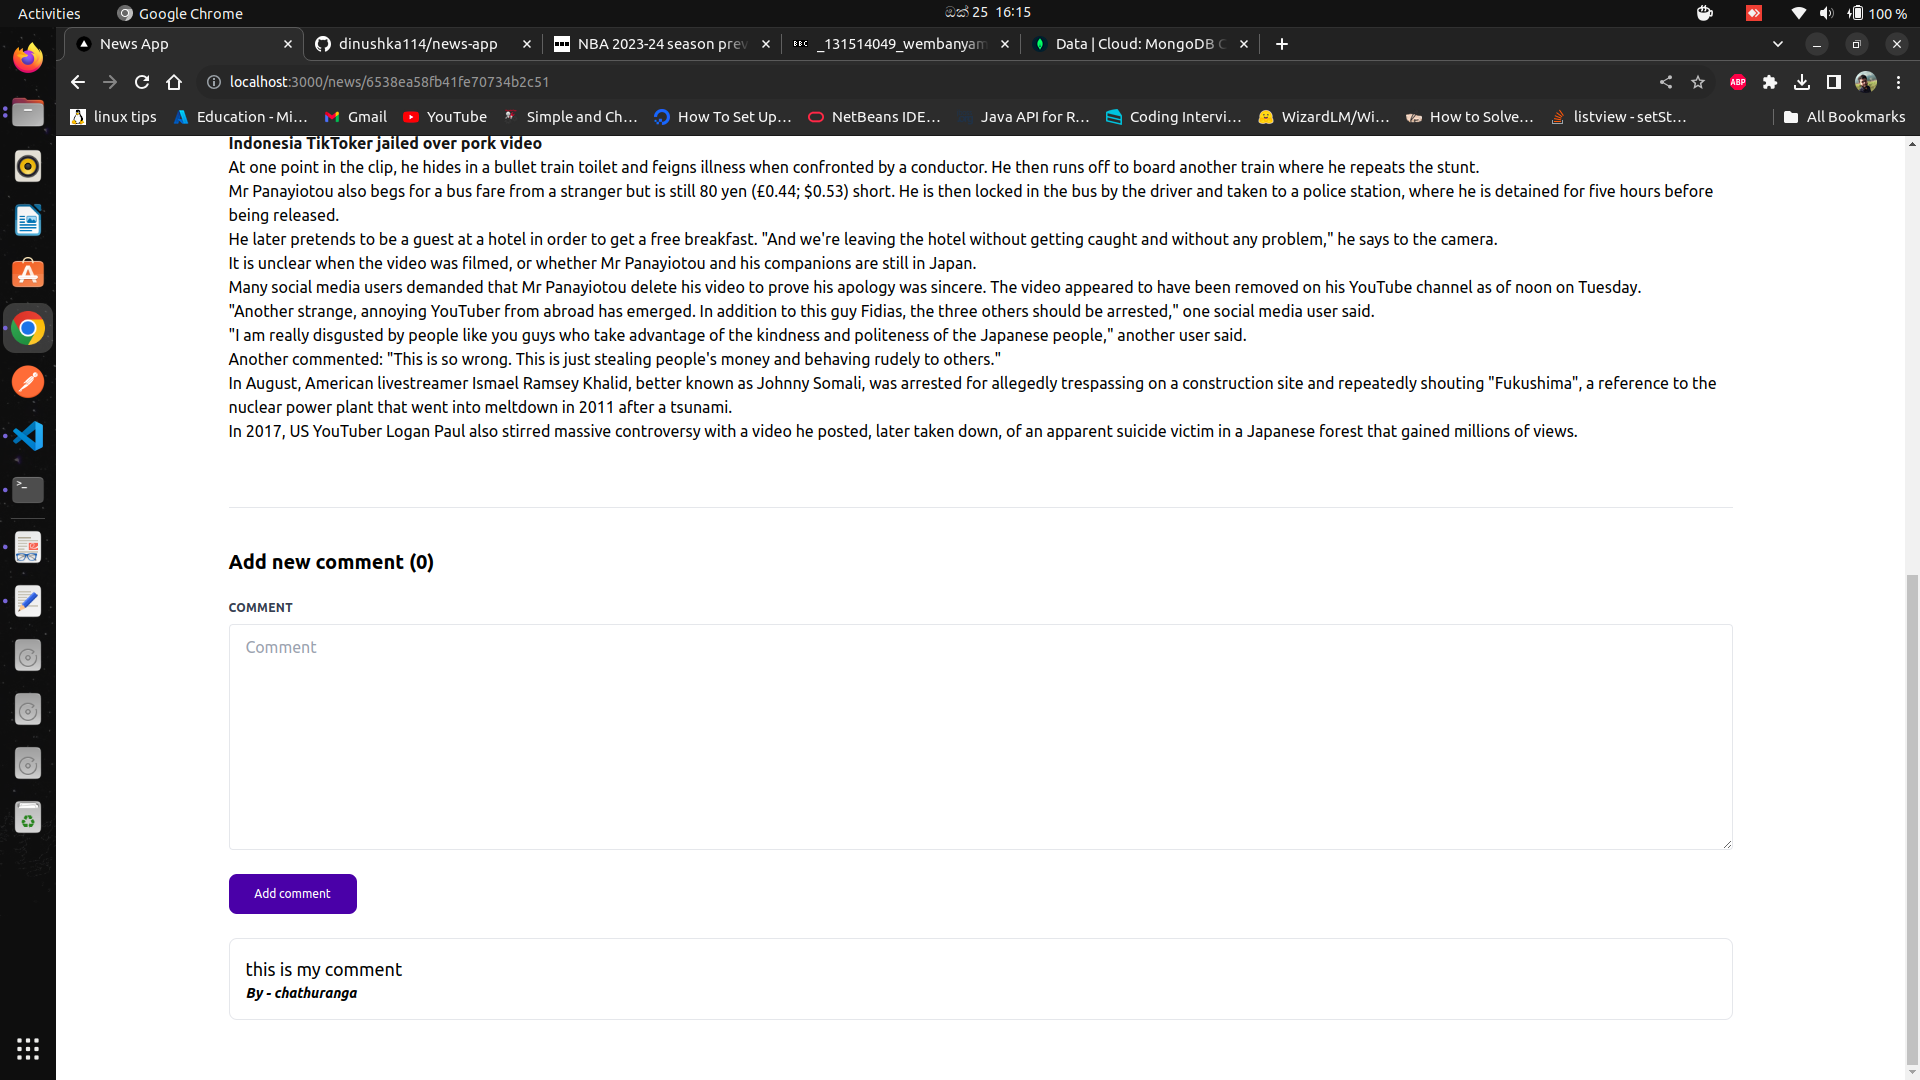 Activities
Google Chrome
ඔක් 25 16:15
100 %
News App
dinushka114/news-app
NBA 2023-24 season prev
BBC
_131514049_wembanyam
Data | Cloud: MongoDB C
localhost:3000/news/6538ea58fb41fe70734b2c51
ABP
linux tips
Education - Mi...
Gmail
YouTube
Simple and Ch...
How To Set Up...
NetBeans IDE...
Java API for R...
Coding Intervi...
WizardLM/Wi...
How to Solve...
listview - setSt...
All Bookmarks
Indonesia TikToker jailed over pork video
At one point in the clip, he hides in a bullet train toilet and feigns illness when confronted by a conductor. He then runs off to board another train where he repeats the stunt.
Mr Panayiotou also begs for a bus fare from a stranger but is still 80 yen (£0.44; $0.53) short. He is then locked in the bus by the driver and taken to a police station, where he is detained for five hours before
being released.
He later pretends to be a guest at a hotel in order to get a free breakfast. "And we're leaving the hotel without getting caught and without any problem," he says to the camera.
It is unclear when the video was filmed, or whether Mr Panayiotou and his companions are still in Japan.
Many social media users demanded that Mr Panayiotou delete his video to prove his apology was sincere. The video appeared to have been removed on his YouTube channel as of noon on Tuesday.
"Another strange, annoying YouTuber from abroad has emerged. In addition to this guy Fidias, the three others should be arrested," one social media user said.
"I am really disgusted by people like you guys who take advantage of the kindness and politeness of the Japanese people," another user said.
Another commented: "This is so wrong. This is just stealing people's money and behaving rudely to others."
In August, American livestreamer Ismael Ramsey Khalid, better known as Johnny Somali, was arrested for allegedly trespassing on a construction site and repeatedly shouting "Fukushima", a reference to the
nuclear power plant that went into meltdown in 2011 after a tsunami.
In 2017, US YouTuber Logan Paul also stirred massive controversy with a video he posted, later taken down, of an apparent suicide victim in a Japanese forest that gained millions of views.
Add new comment (0)
COMMENT
Comment
Add comment
this is my comment
By - chathuranga